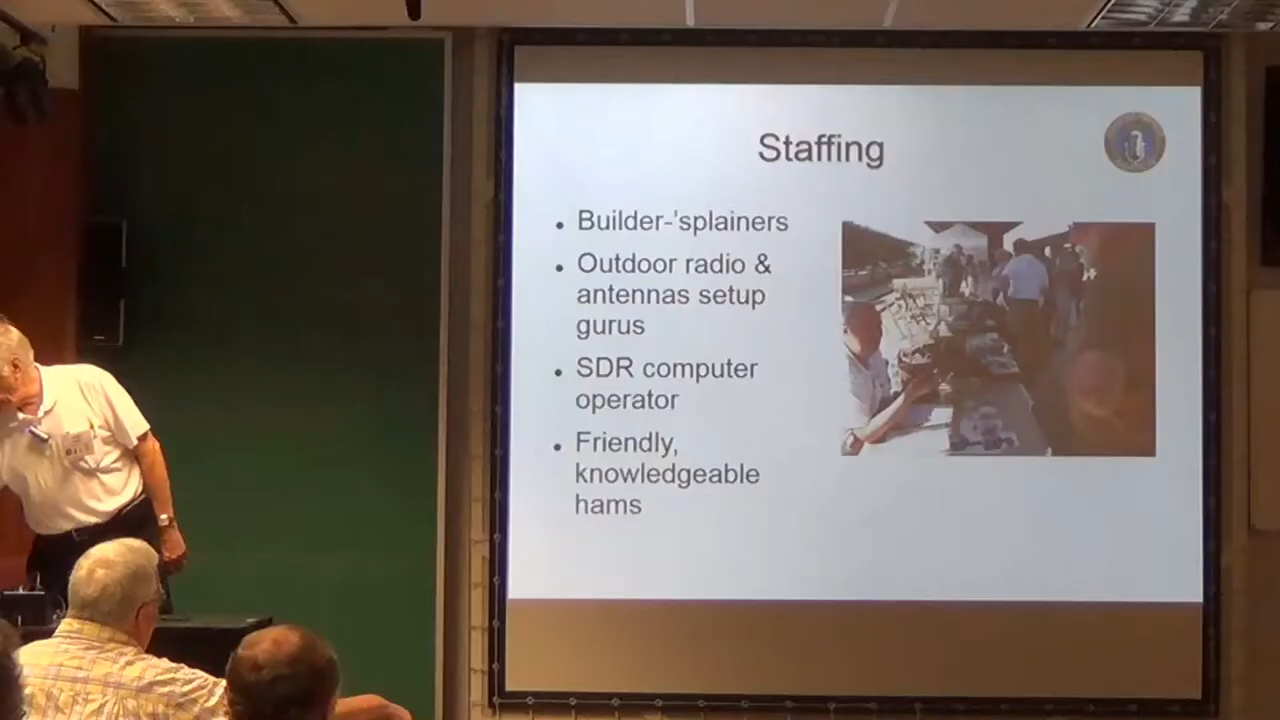 Staffing
• Builder-'splainers
• Outdoor radio &
antennas setup
gurus
• SDR computer
operator
• Friendly,
knowledgeable
hams